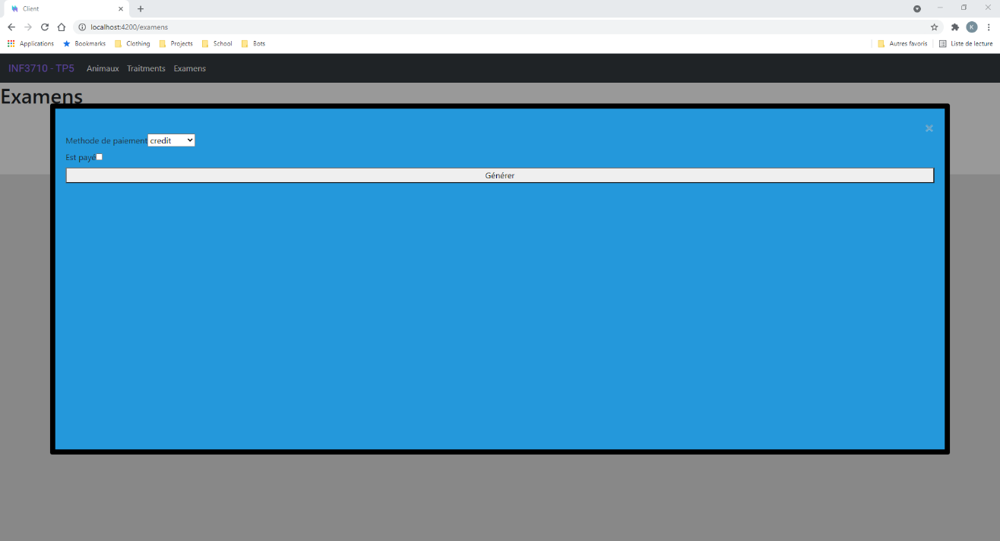 Client
localhost:4200/examens
K
Applications Bookmarks Clothing Projects School Bots Autres favoris Liste de lecture
INF3710 - TP5 Animaux Traitments Examens
Examens
×
Methode de paiement credit
Est payé
Générer